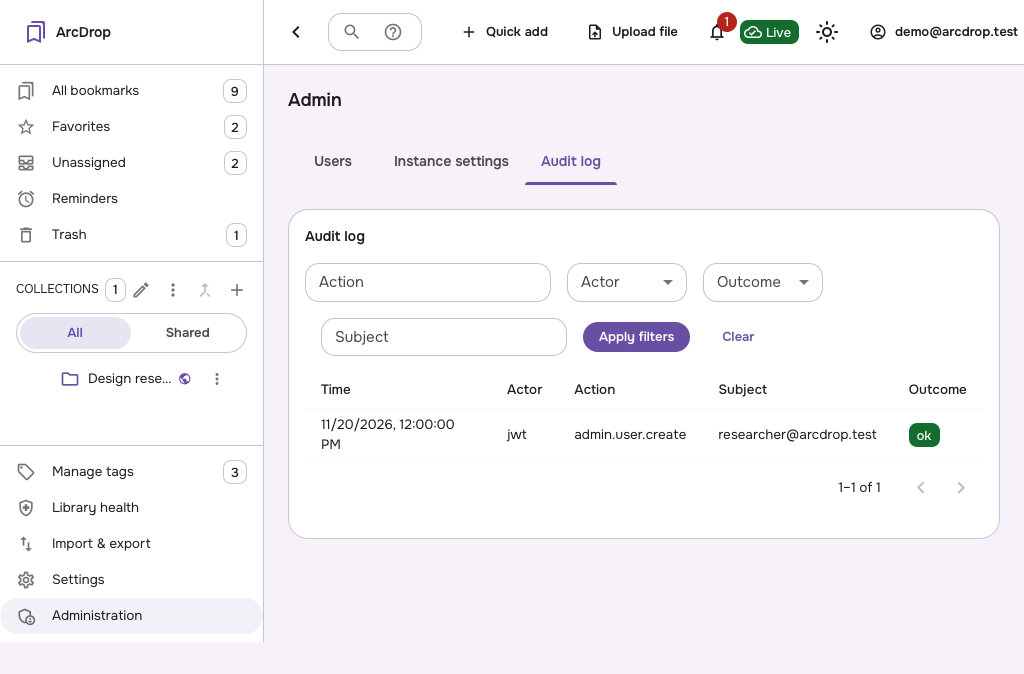 ArcDrop
Quick add
Upload file
1
Live
demo@arcdrop.test
All bookmarks 9
Favorites 2
Unassigned 2
Reminders
Trash 1
COLLECTIONS 1
All Shared
Design rese...
Manage tags 3
Library health
Import & export
Settings
Administration
Admin
Users Instance settings Audit log
Audit log
Action Actor Outcome
Subject Apply filters Clear
Time Actor Action Subject Outcome
11/20/2026, 12:00:00
PM
jwt admin.user.create researcher@arcdrop.test ok
1–1 of 1